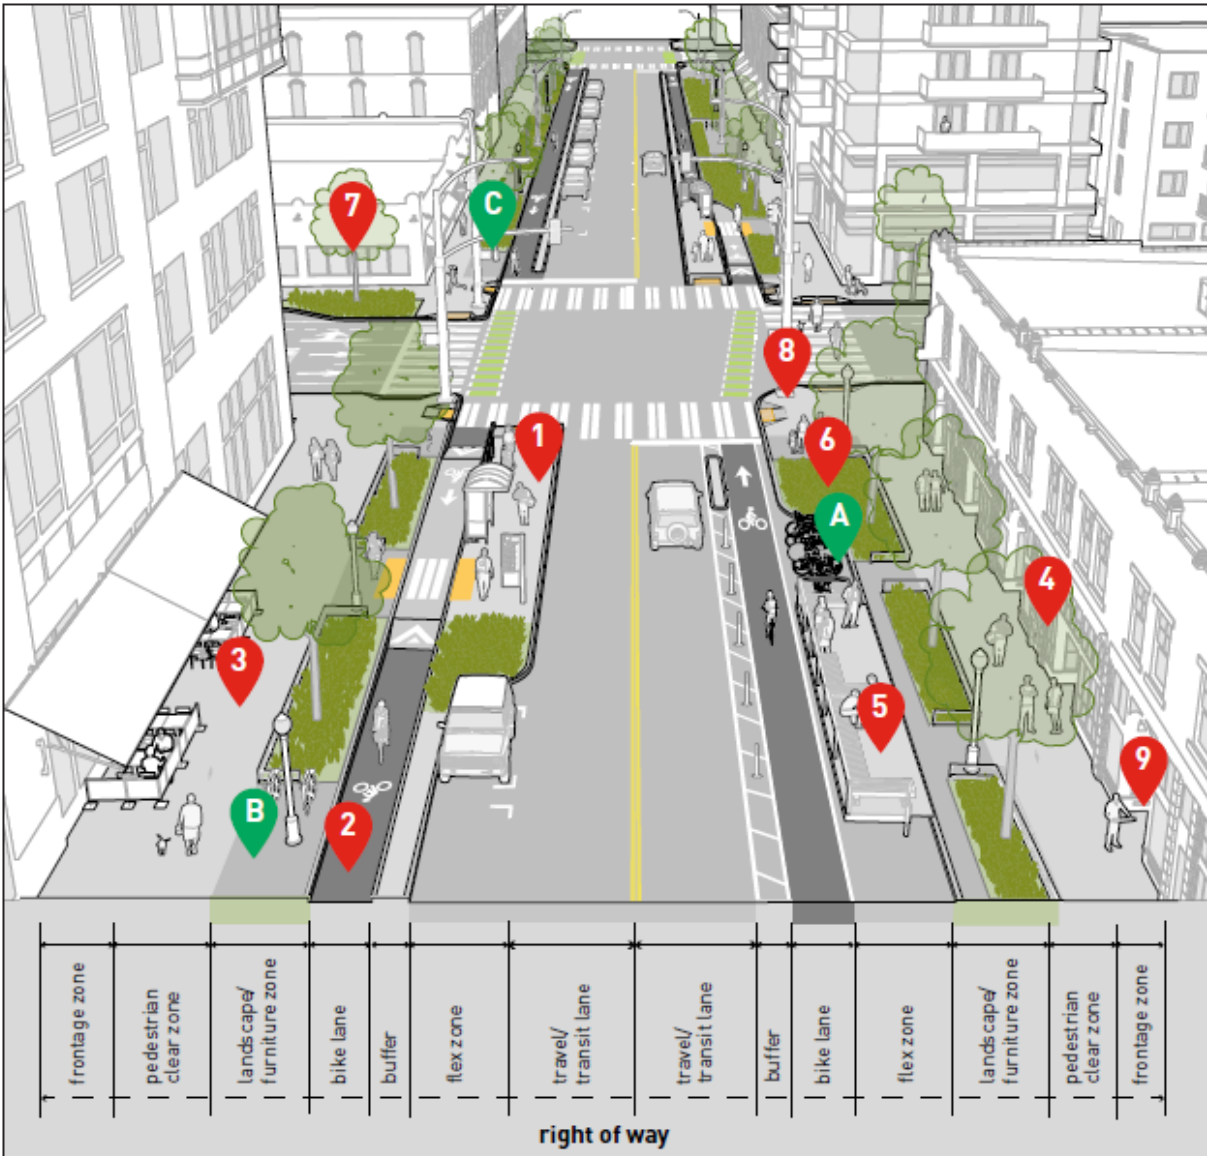 7
C
8
1
6
A
4
3
5
9
B
2
frontage zone
pedestrian
clear zone
landscape/
furniture zone
bike lane
buffer
flex zone
travel/
transit lane
travel/
transit lane
buffer
bike lane
flex zone
landscape/
furniture zone
pedestrian
clear zone
frontage zone
right of way